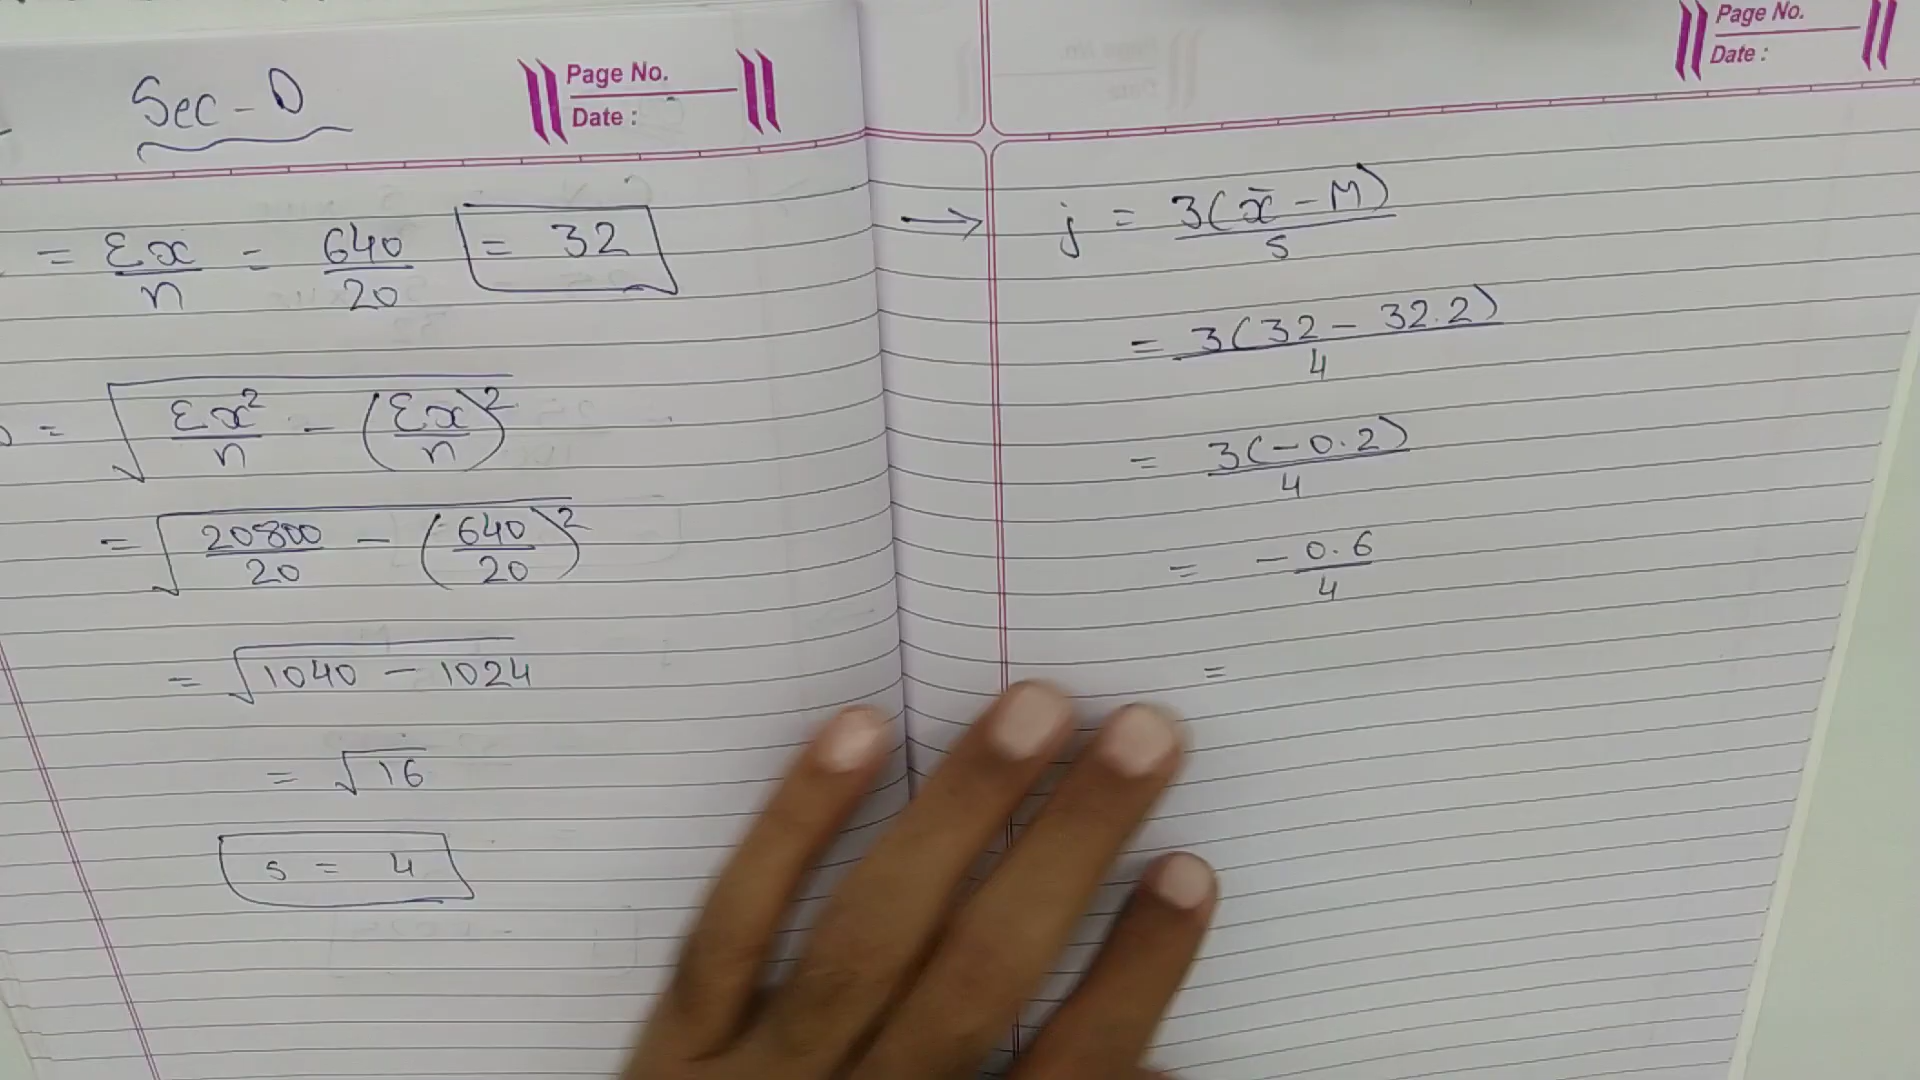 Sec - D
Page No.
Date :
= Σx/n = 640/20 = 32
= √(Σx²/n - (Σx/n)²)
= √(20800/20 - (640/20)²)
= √(1040 - 1024)
= √16
s = 4
Page No.
Date :
→ j = 3(x̄ - M)/s
= 3(32 - 32.2)/4
= 3(-0.2)/4
= -0.6/4
=